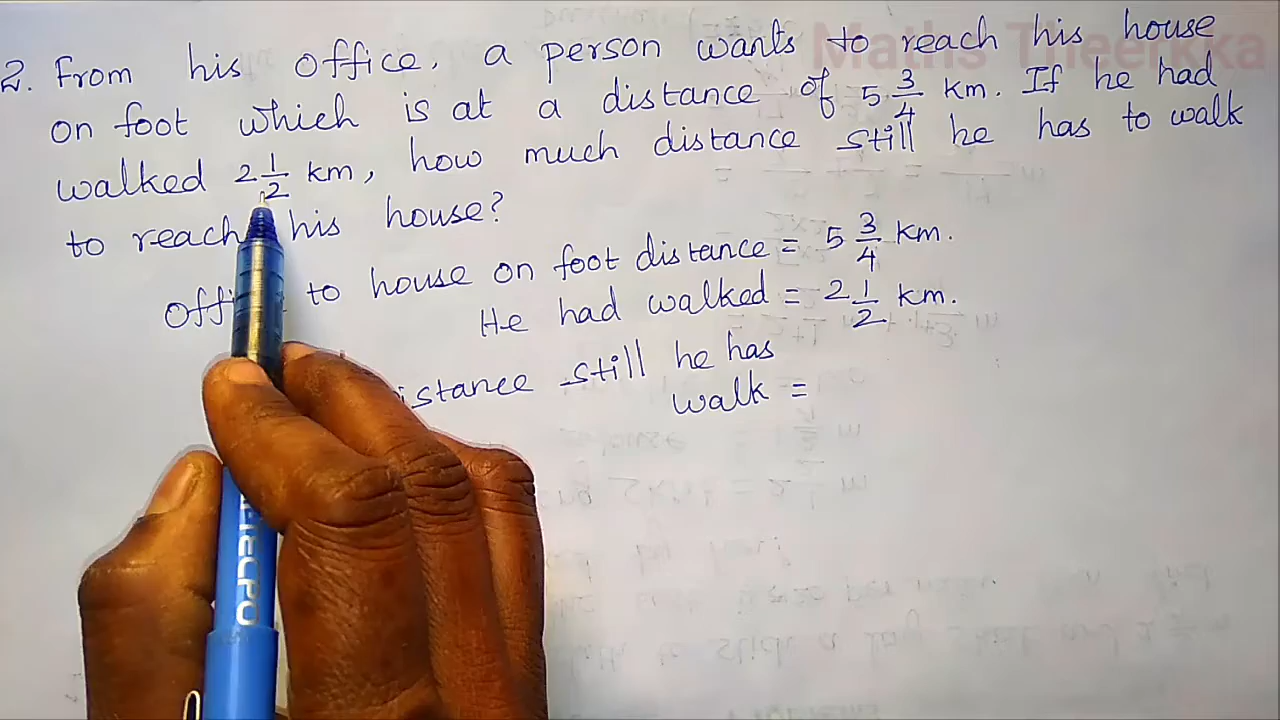 Maths Theerkka
2. From his office, a person wants to reach his house
on foot which is at a distance of 5 3/4 km. If he had
walked 2 1/2 km, how much distance still he has to walk
to reach his house?
to house on foot distance = 5 3/4 km.
He had walked = 2 1/2 km.
still he has
walk =